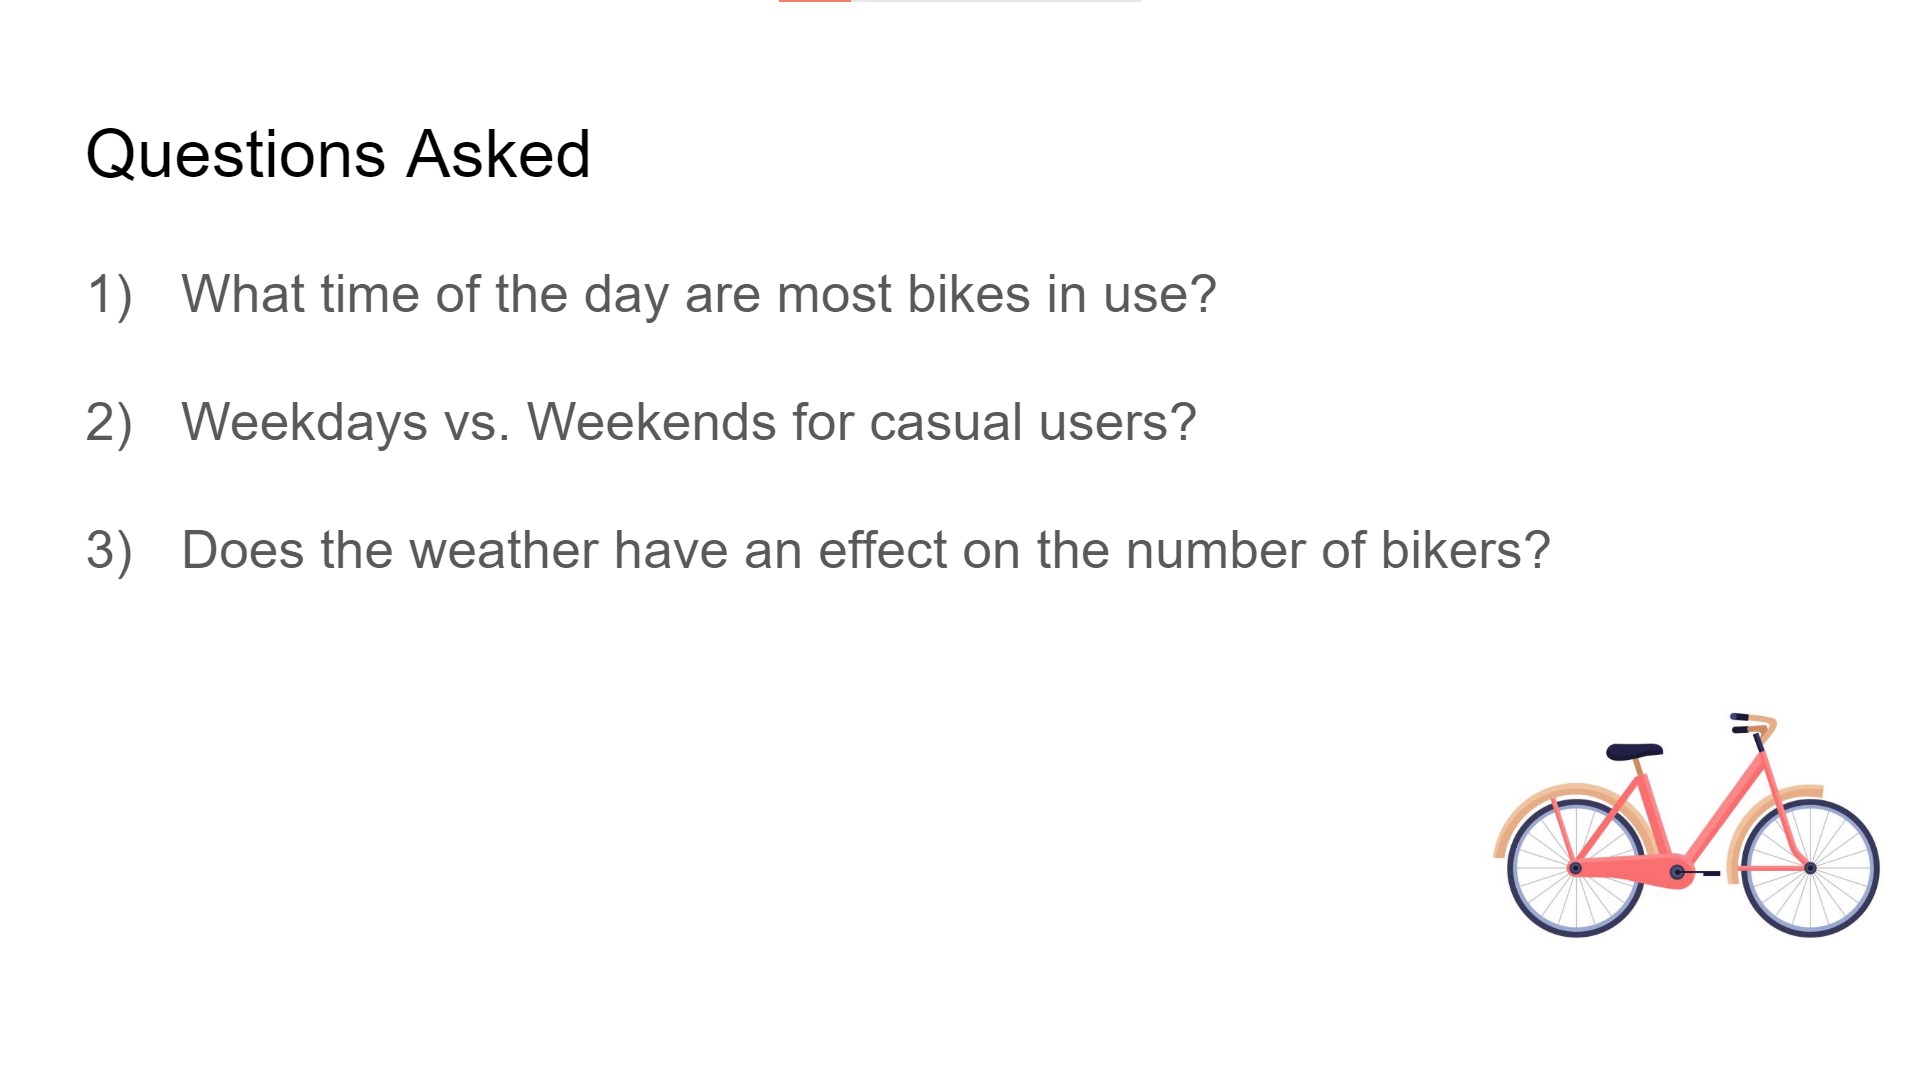 Questions Asked
1) What time of the day are most bikes in use?
2) Weekdays vs. Weekends for casual users?
3) Does the weather have an effect on the number of bikers?